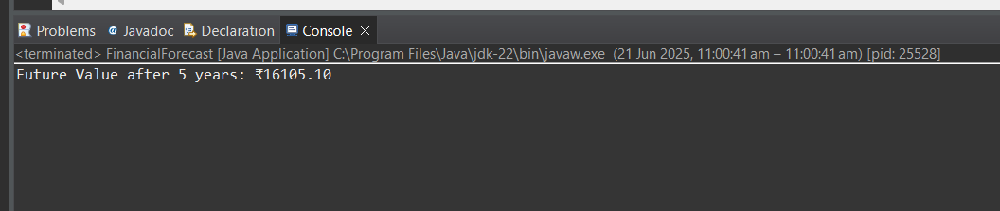 Problems Javadoc Declaration Console
<terminated> FinancialForecast [Java Application] C:\Program Files\Java\jdk-22\bin\javaw.exe (21 Jun 2025, 11:00:41 am – 11:00:41 am) [pid: 25528]
Future Value after 5 years: ₹16105.10